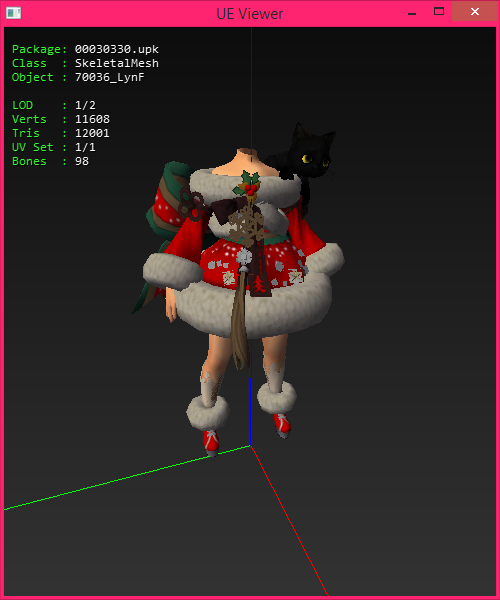 UE Viewer
Package: 00030330.upk
Class : SkeletalMesh
Object : 70036_LynF
LOD : 1/2
Verts : 11608
Tris : 12001
UV Set : 1/1
Bones : 98